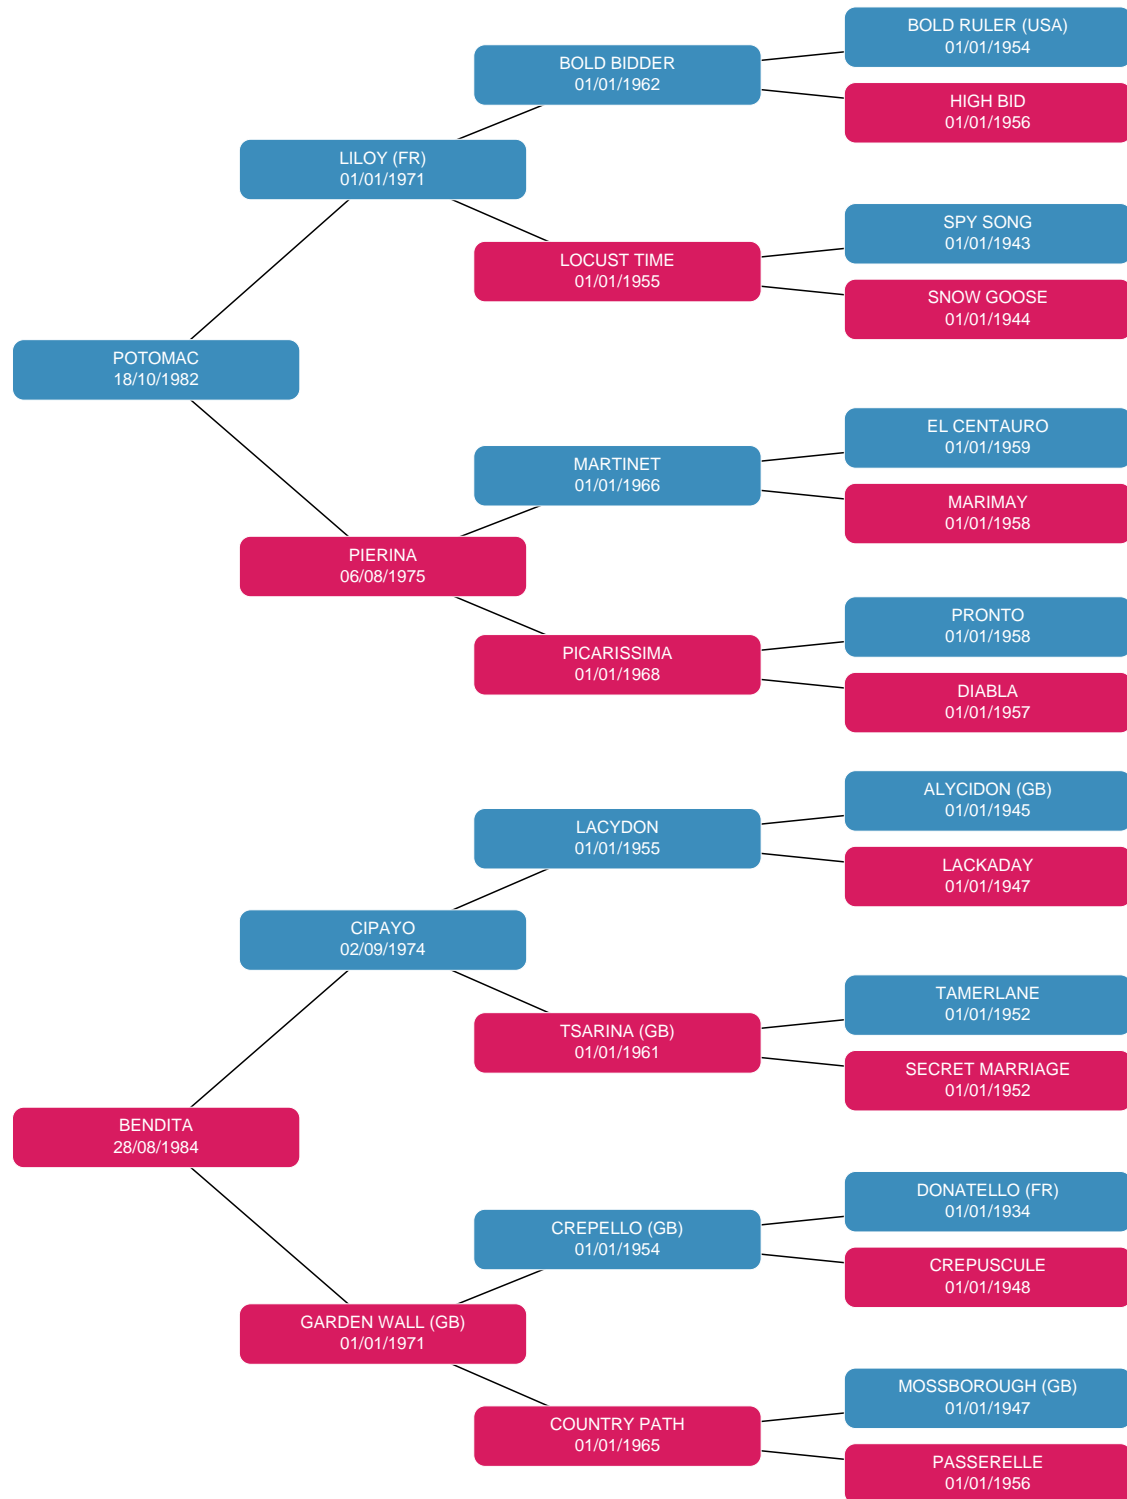 BOLD RULER (USA)
01/01/1954
BOLD BIDDER
01/01/1962
HIGH BID
01/01/1956
LILOY (FR)
01/01/1971
SPY SONG
01/01/1943
LOCUST TIME
01/01/1955
SNOW GOOSE
01/01/1944
POTOMAC
18/10/1982
EL CENTAURO
01/01/1959
MARTINET
01/01/1966
MARIMAY
01/01/1958
PIERINA
06/08/1975
PRONTO
01/01/1958
PICARISSIMA
01/01/1968
DIABLA
01/01/1957
ALYCIDON (GB)
01/01/1945
LACYDON
01/01/1955
LACKADAY
01/01/1947
CIPAYO
02/09/1974
TAMERLANE
01/01/1952
TSARINA (GB)
01/01/1961
SECRET MARRIAGE
01/01/1952
BENDITA
28/08/1984
DONATELLO (FR)
01/01/1934
CREPELLO (GB)
01/01/1954
CREPUSCULE
01/01/1948
GARDEN WALL (GB)
01/01/1971
MOSSBOROUGH (GB)
01/01/1947
COUNTRY PATH
01/01/1965
PASSERELLE
01/01/1956